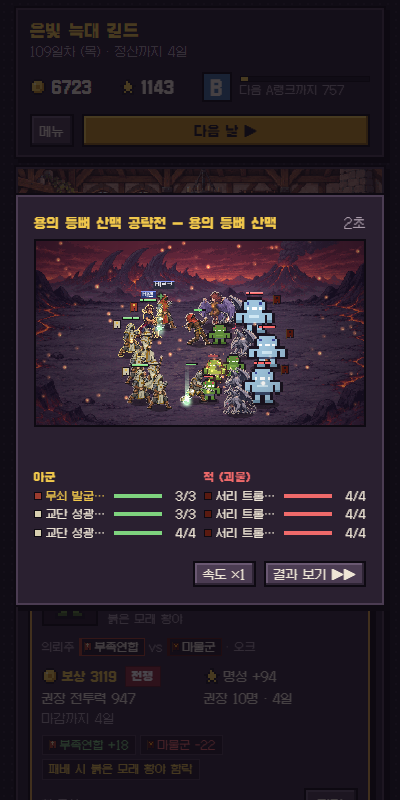 은빛 늑대 길드
109일차 (목) · 정산까지 4일
6723 1143 B 다음 A랭크까지 757
메뉴 다음 날 ▶
용의 등뼈 산맥 공략전 — 용의 등뼈 산맥 2초
아군 적 (괴물)
무쇠 발굽… 3/3 서리 트롤… 4/4
교단 성광… 3/3 서리 트롤… 4/4
교단 성광… 4/4 서리 트롤… 4/4
속도 ×1 결과 보기 ▶▶
붉은 모래 황야
의뢰주 부족연합 vs 마물군 · 오크
보상 3119 전쟁 명성 +94
권장 전투력 947 권장 10명 · 4일
마감까지 4일
부족연합 +18 마물군 -22
패배 시 붉은 모래 황야 함락